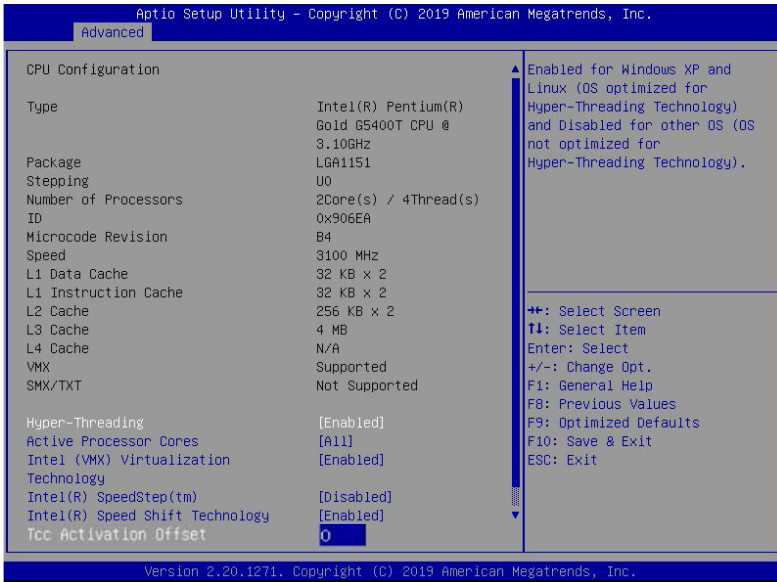 Aptio Setup Utility – Copyright (C) 2019 American Megatrends, Inc.
Advanced
CPU Configuration
Type Intel(R) Pentium(R)
Gold G5400T CPU @
3.10GHz
Package LGA1151
Stepping U0
Number of Processors 2Core(s) / 4Thread(s)
ID 0x906EA
Microcode Revision B4
Speed 3100 MHz
L1 Data Cache 32 KB x 2
L1 Instruction Cache 32 KB x 2
L2 Cache 256 KB x 2
L3 Cache 4 MB
L4 Cache N/A
VMX Supported
SMX/TXT Not Supported
Hyper-Threading [Enabled]
Active Processor Cores [All]
Intel (VMX) Virtualization [Enabled]
Technology
Intel(R) SpeedStep(tm) [Disabled]
Intel(R) Speed Shift Technology [Enabled]
Tcc Activation Offset 0
Enabled for Windows XP and
Linux (OS optimized for
Hyper-Threading Technology)
and Disabled for other OS (OS
not optimized for
Hyper-Threading Technology).
→←: Select Screen
↑↓: Select Item
Enter: Select
+/-: Change Opt.
F1: General Help
F8: Previous Values
F9: Optimized Defaults
F10: Save & Exit
ESC: Exit
Version 2.20.1271. Copyright (C) 2019 American Megatrends, Inc.